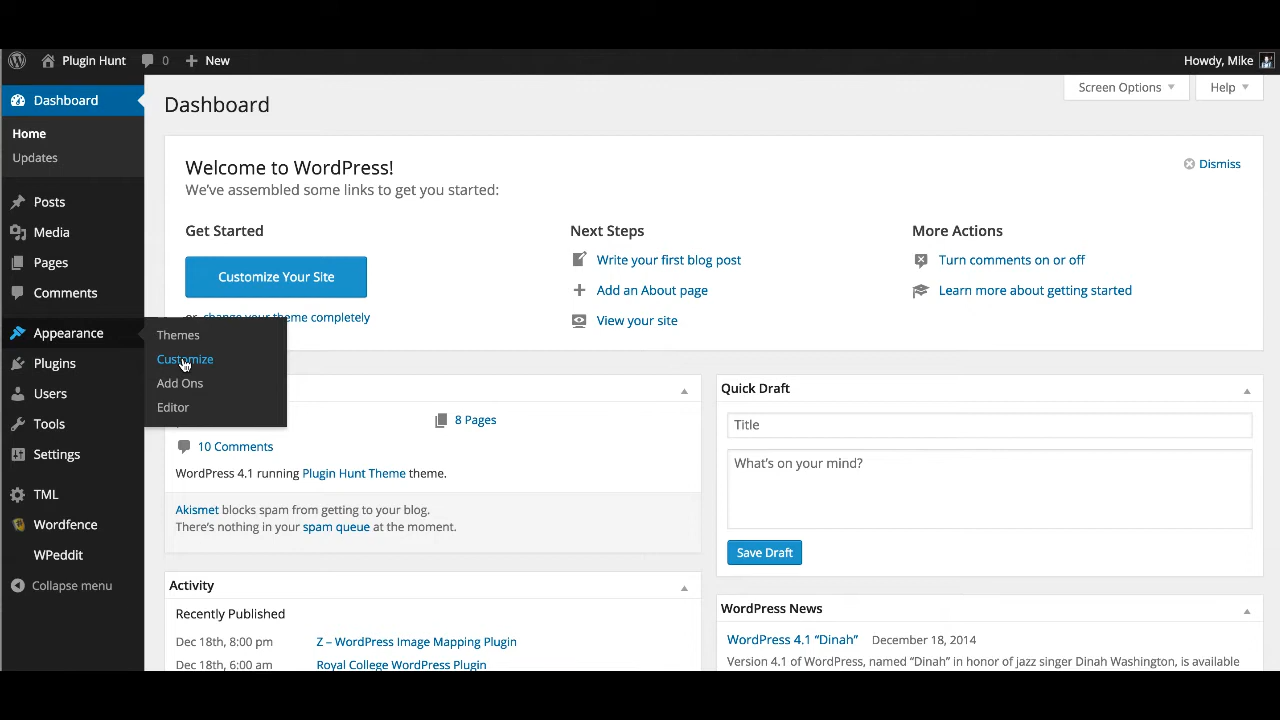 Plugin Hunt 0 New Howdy, Mike
Dashboard
Home
Updates
Posts
Media
Pages
Comments
Appearance
Plugins
Users
Tools
Settings
TML
Wordfence
WPeddit
Collapse menu
Themes
Customize
Add Ons
Editor
Screen Options Help
Dashboard
Welcome to WordPress!
We've assembled some links to get you started:
Dismiss
Get Started
Customize Your Site
or change your theme completely
Next Steps
Write your first blog post
Add an About page
View your site
More Actions
Turn comments on or off
Learn more about getting started
8 Pages
10 Comments
WordPress 4.1 running Plugin Hunt Theme theme.
Akismet blocks spam from getting to your blog.
There's nothing in your spam queue at the moment.
Activity
Recently Published
Dec 18th, 8:00 pm Z – WordPress Image Mapping Plugin
Dec 18th, 6:00 am Royal College WordPress Plugin
Quick Draft
Title
What's on your mind?
Save Draft
WordPress News
WordPress 4.1 “Dinah” December 18, 2014
Version 4.1 of WordPress, named “Dinah” in honor of jazz singer Dinah Washington, is available